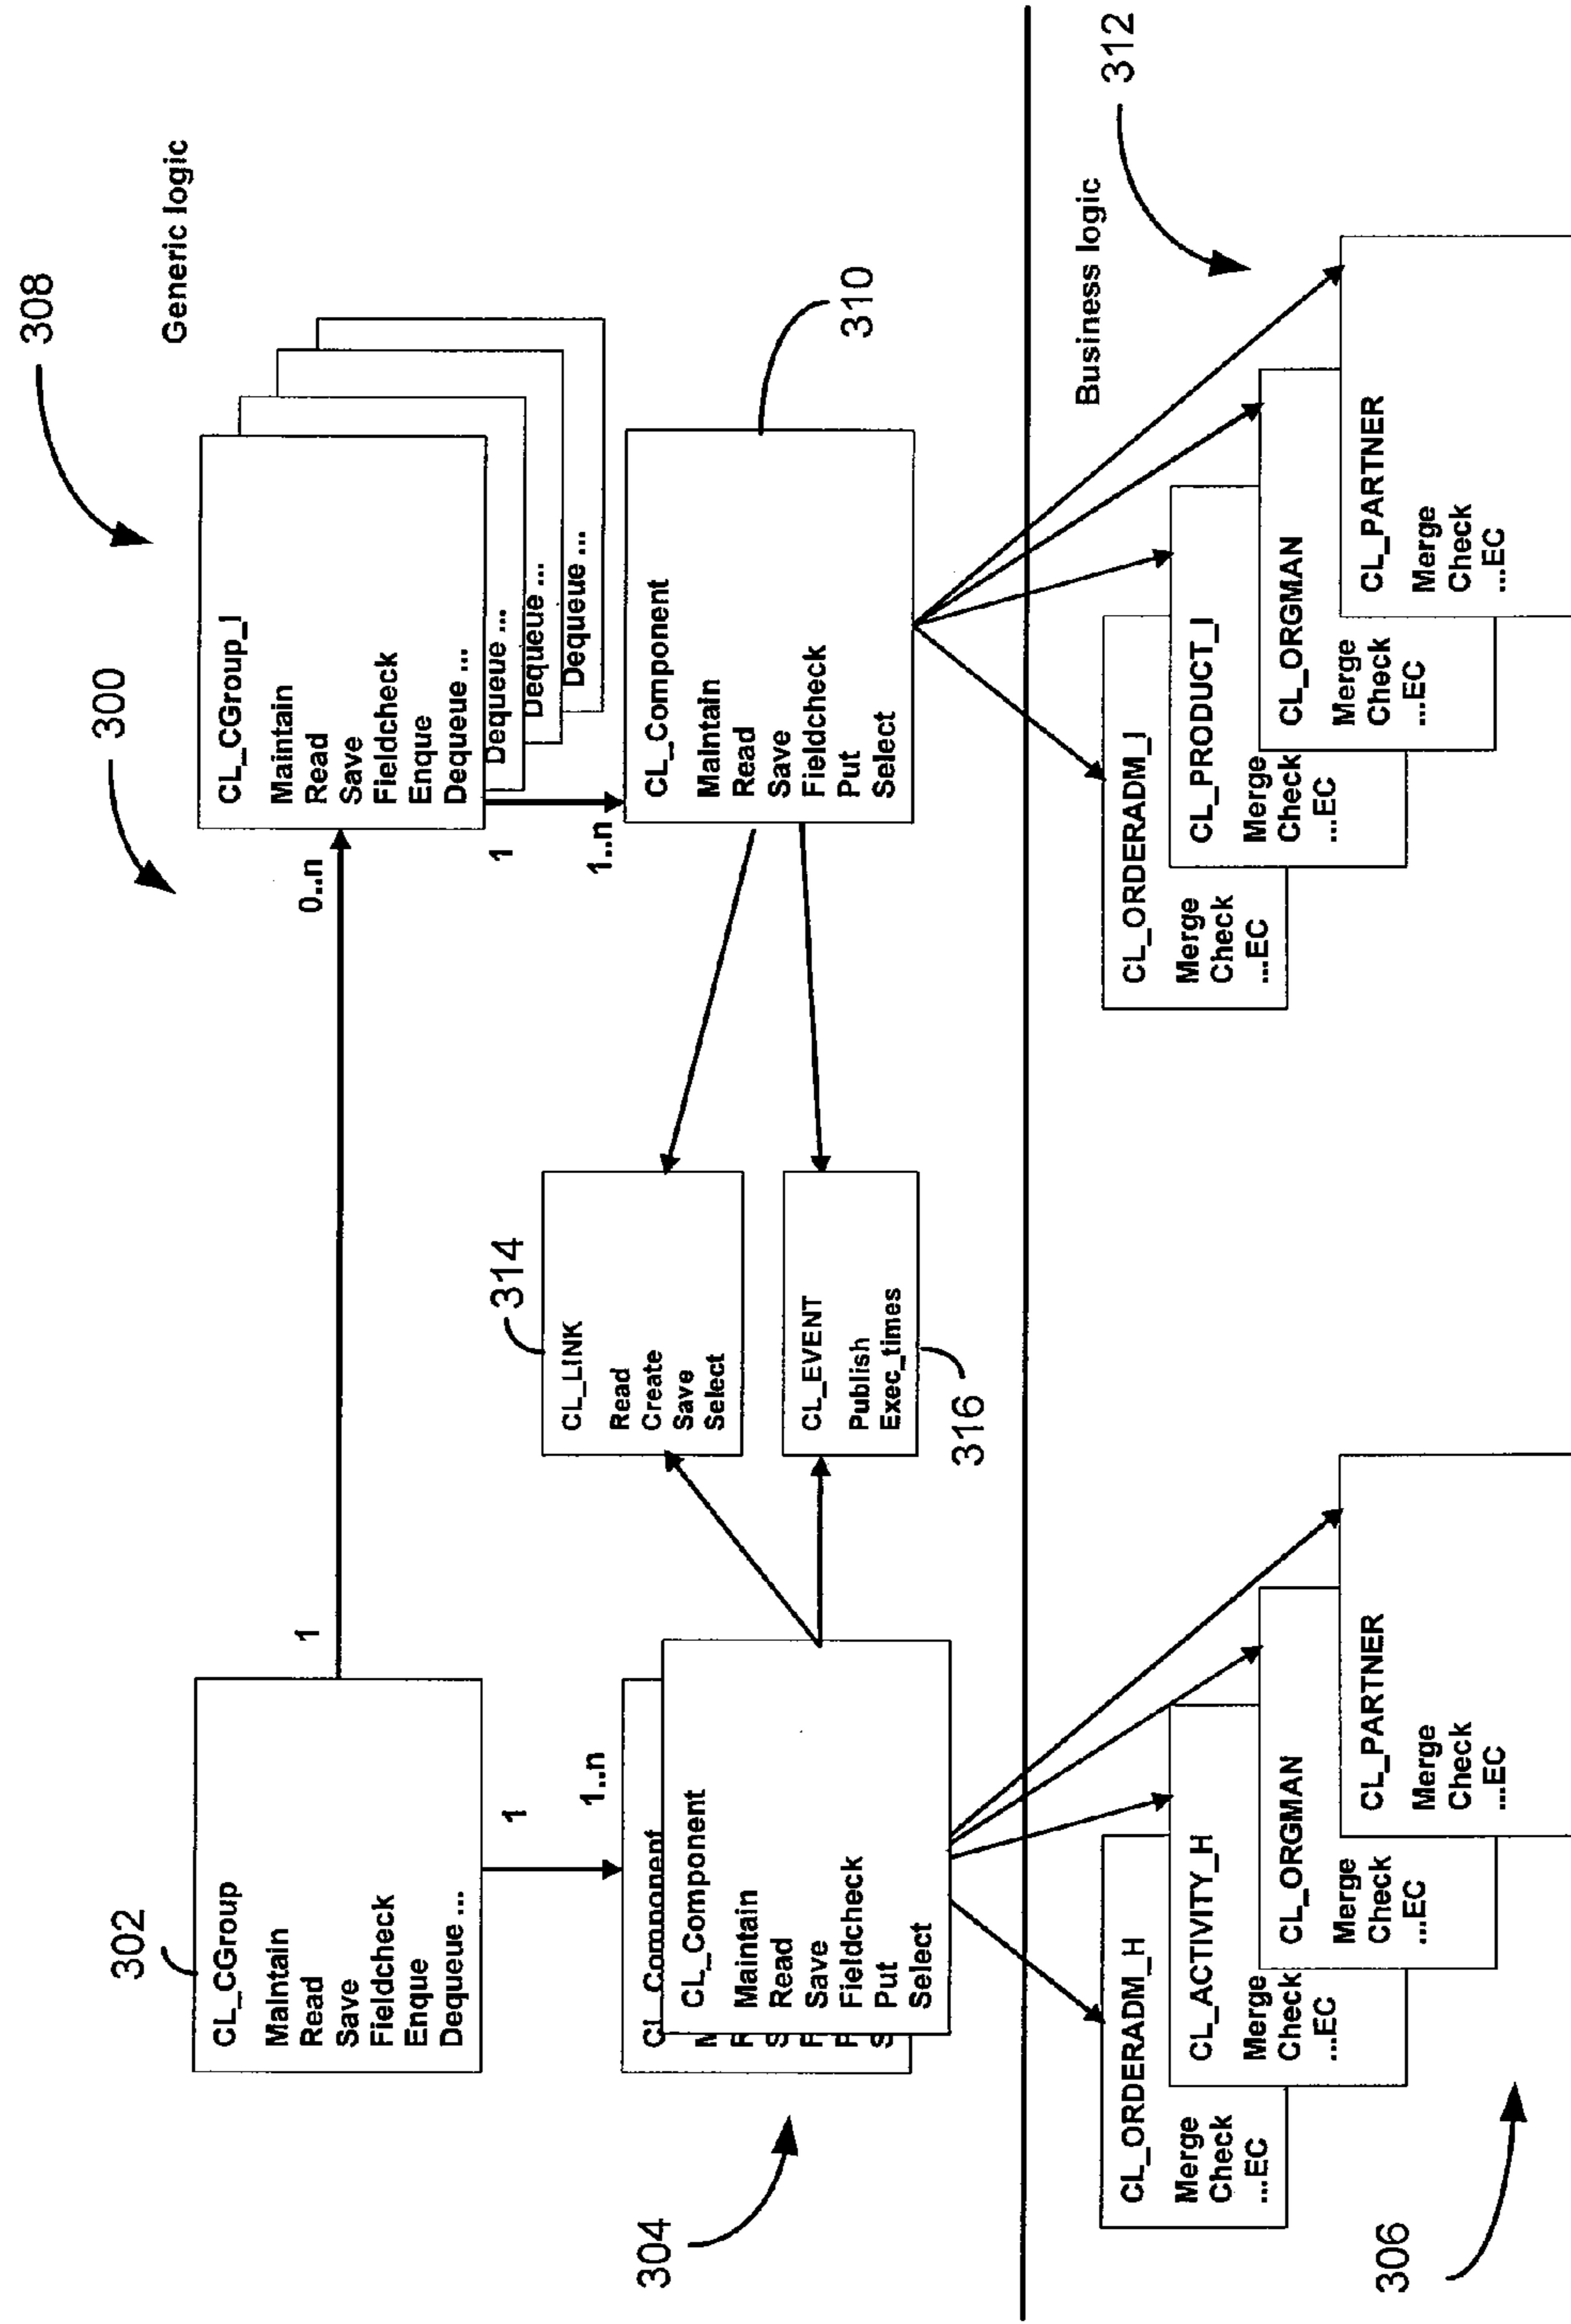 300
308
Generic logic
302
CL_CGroup
Maintain
Read
Save
Fieldcheck
Enque
Dequeue ...
1
0..n
CL_CGroup_I
Maintain
Read
Save
Fieldcheck
Enque
Dequeue ...
Dequeue ...
Dequeue ...
Dequeue ...
1
1..n
1
1..n
304
CL_Component
CL_Component
Maintain
Read
Save
Fieldcheck
Put
Select
314
CL_LINK
Read
Create
Save
Select
CL_EVENT
Publish
Exec_times
316
310
CL_Component
Maintain
Read
Save
Fieldcheck
Put
Select
Business logic
312
306
CL_ORDERADM_H
Merge
Check
...EC
CL_ACTIVITY_H
Merge
Check
...EC
CL_ORGMAN
Merge
Check
...EC
CL_PARTNER
Merge
Check
...EC
CL_ORDERADM_I
Merge
Check
...EC
CL_PRODUCT_I
Merge
Check
...EC
CL_ORGMAN
Merge
Check
...EC
CL_PARTNER
Merge
Check
...EC